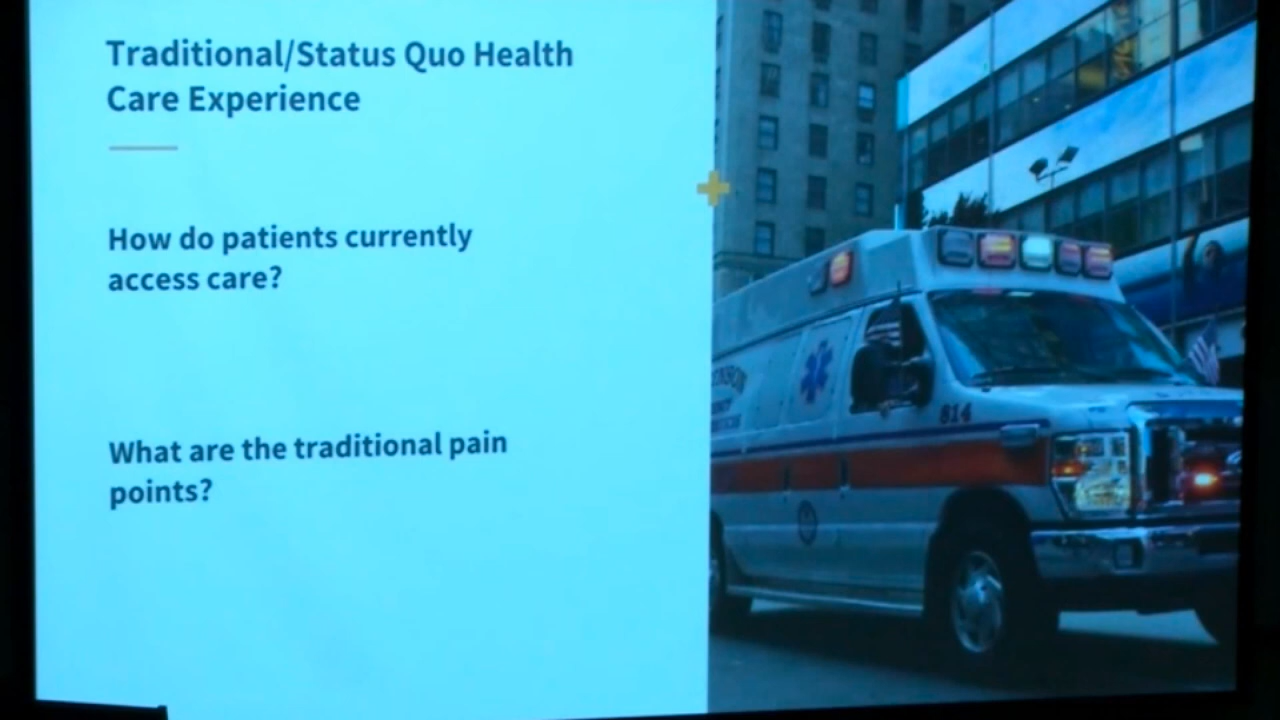 Traditional/Status Quo Health
Care Experience
How do patients currently
access care?
What are the traditional pain
points?
814